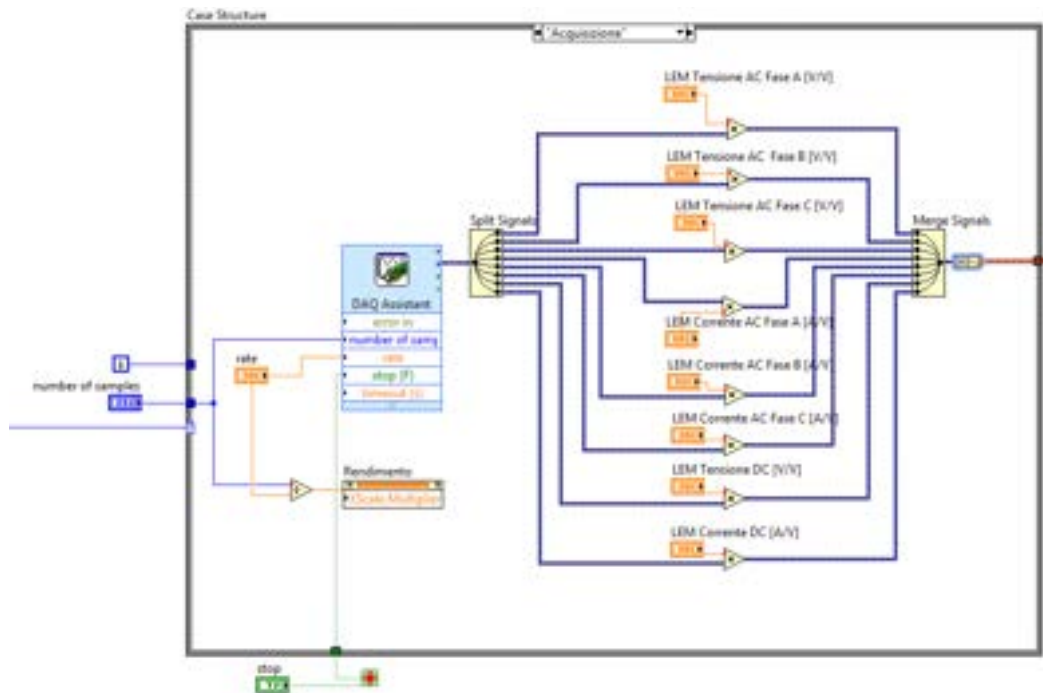 Case Structure
"Acquisizione"
LEM Tensione AC Fase A [V/V]
LEM Tensione AC Fase B [V/V]
LEM Tensione AC Fase C [V/V]
Split Signals
Merge Signals
DAQ Assistant
error in
number of samp
rate
rate
stop (F)
timeout (s)
number of samples
i
LEM Corrente AC Fase A [A/V]
LEM Corrente AC Fase B [A/V]
LEM Corrente AC Fase C [A/V]
Rendimento
LEM Tensione DC [V/V]
LEM Corrente DC [A/V]
stop